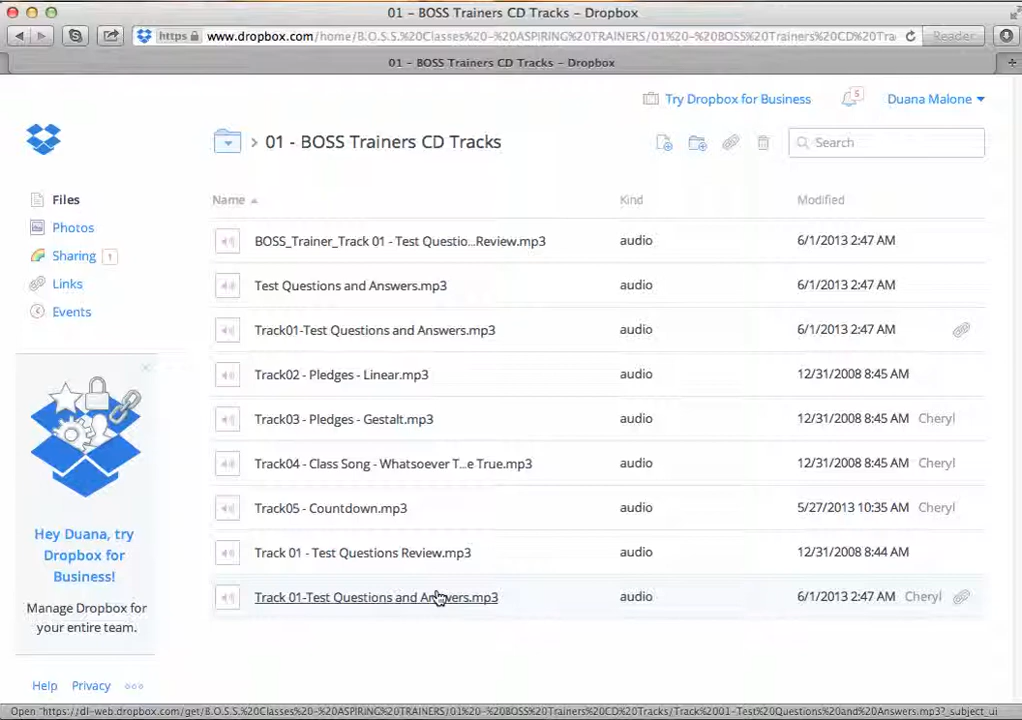 01 – BOSS Trainers CD Tracks – Dropbox
https www.dropbox.com/home/B.O.S.S.%20Classes%20-%20ASPIRING%20TRAINERS/01%20-%20BOSS%20Trainers%20CD%20Tra
Reader
01 – BOSS Trainers CD Tracks – Dropbox
Try Dropbox for Business
5
Duana Malone
> 01 - BOSS Trainers CD Tracks
Search
Files
Photos
Sharing 1
Links
Events
Name Kind Modified
BOSS_Trainer_Track 01 - Test Questio...Review.mp3 audio 6/1/2013 2:47 AM
Test Questions and Answers.mp3 audio 6/1/2013 2:47 AM
Track01-Test Questions and Answers.mp3 audio 6/1/2013 2:47 AM
Track02 - Pledges - Linear.mp3 audio 12/31/2008 8:45 AM
Track03 - Pledges - Gestalt.mp3 audio 12/31/2008 8:45 AM Cheryl
Track04 - Class Song - Whatsoever T...e True.mp3 audio 12/31/2008 8:45 AM Cheryl
Track05 - Countdown.mp3 audio 5/27/2013 10:35 AM Cheryl
Track 01 - Test Questions Review.mp3 audio 12/31/2008 8:44 AM
Track 01-Test Questions and Answers.mp3 audio 6/1/2013 2:47 AM Cheryl
Hey Duana, try
Dropbox for
Business!
Manage Dropbox for
your entire team.
Help Privacy
Open "https://dl-web.dropbox.com/get/B.O.S.S.%20Classes%20-%20ASPIRING%20TRAINERS/01%20-%20BOSS%20Trainers%20CD%20Tracks/Track%2001-Test%20Questions%20and%20Answers.mp3?_subject_ui